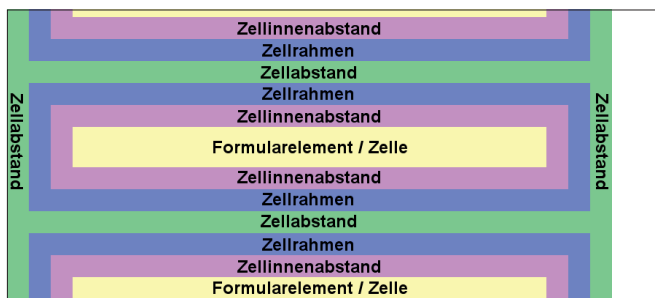 Zellinnenabstand
Zellrahmen
Zellabstand
Zellrahmen
Zellabstand
Zellabstand
Zellinnenabstand
Formularelement / Zelle
Zellinnenabstand
Zellrahmen
Zellabstand
Zellrahmen
Zellinnenabstand
Formularelement / Zelle